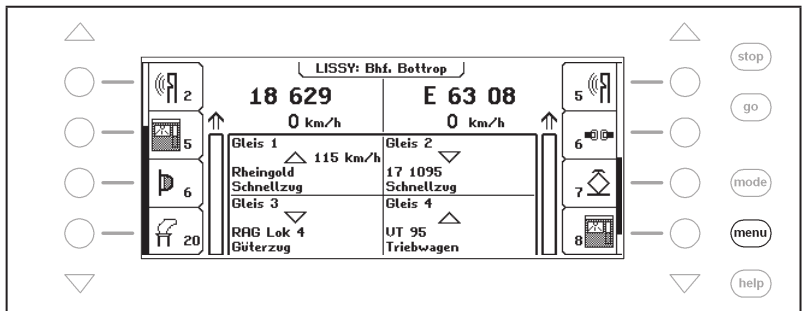 LISSY: Bhf. Bottrop
2
18 629
E 63 08
5
0 km/h
0 km/h
5
6
Gleis 1
115 km/h
Rheingold
Schnellzug
Gleis 2
17 1095
Schnellzug
6
7
Gleis 3
RAG Lok 4
Güterzug
Gleis 4
VT 95
Triebwagen
20
8
stop
go
mode
menu
help